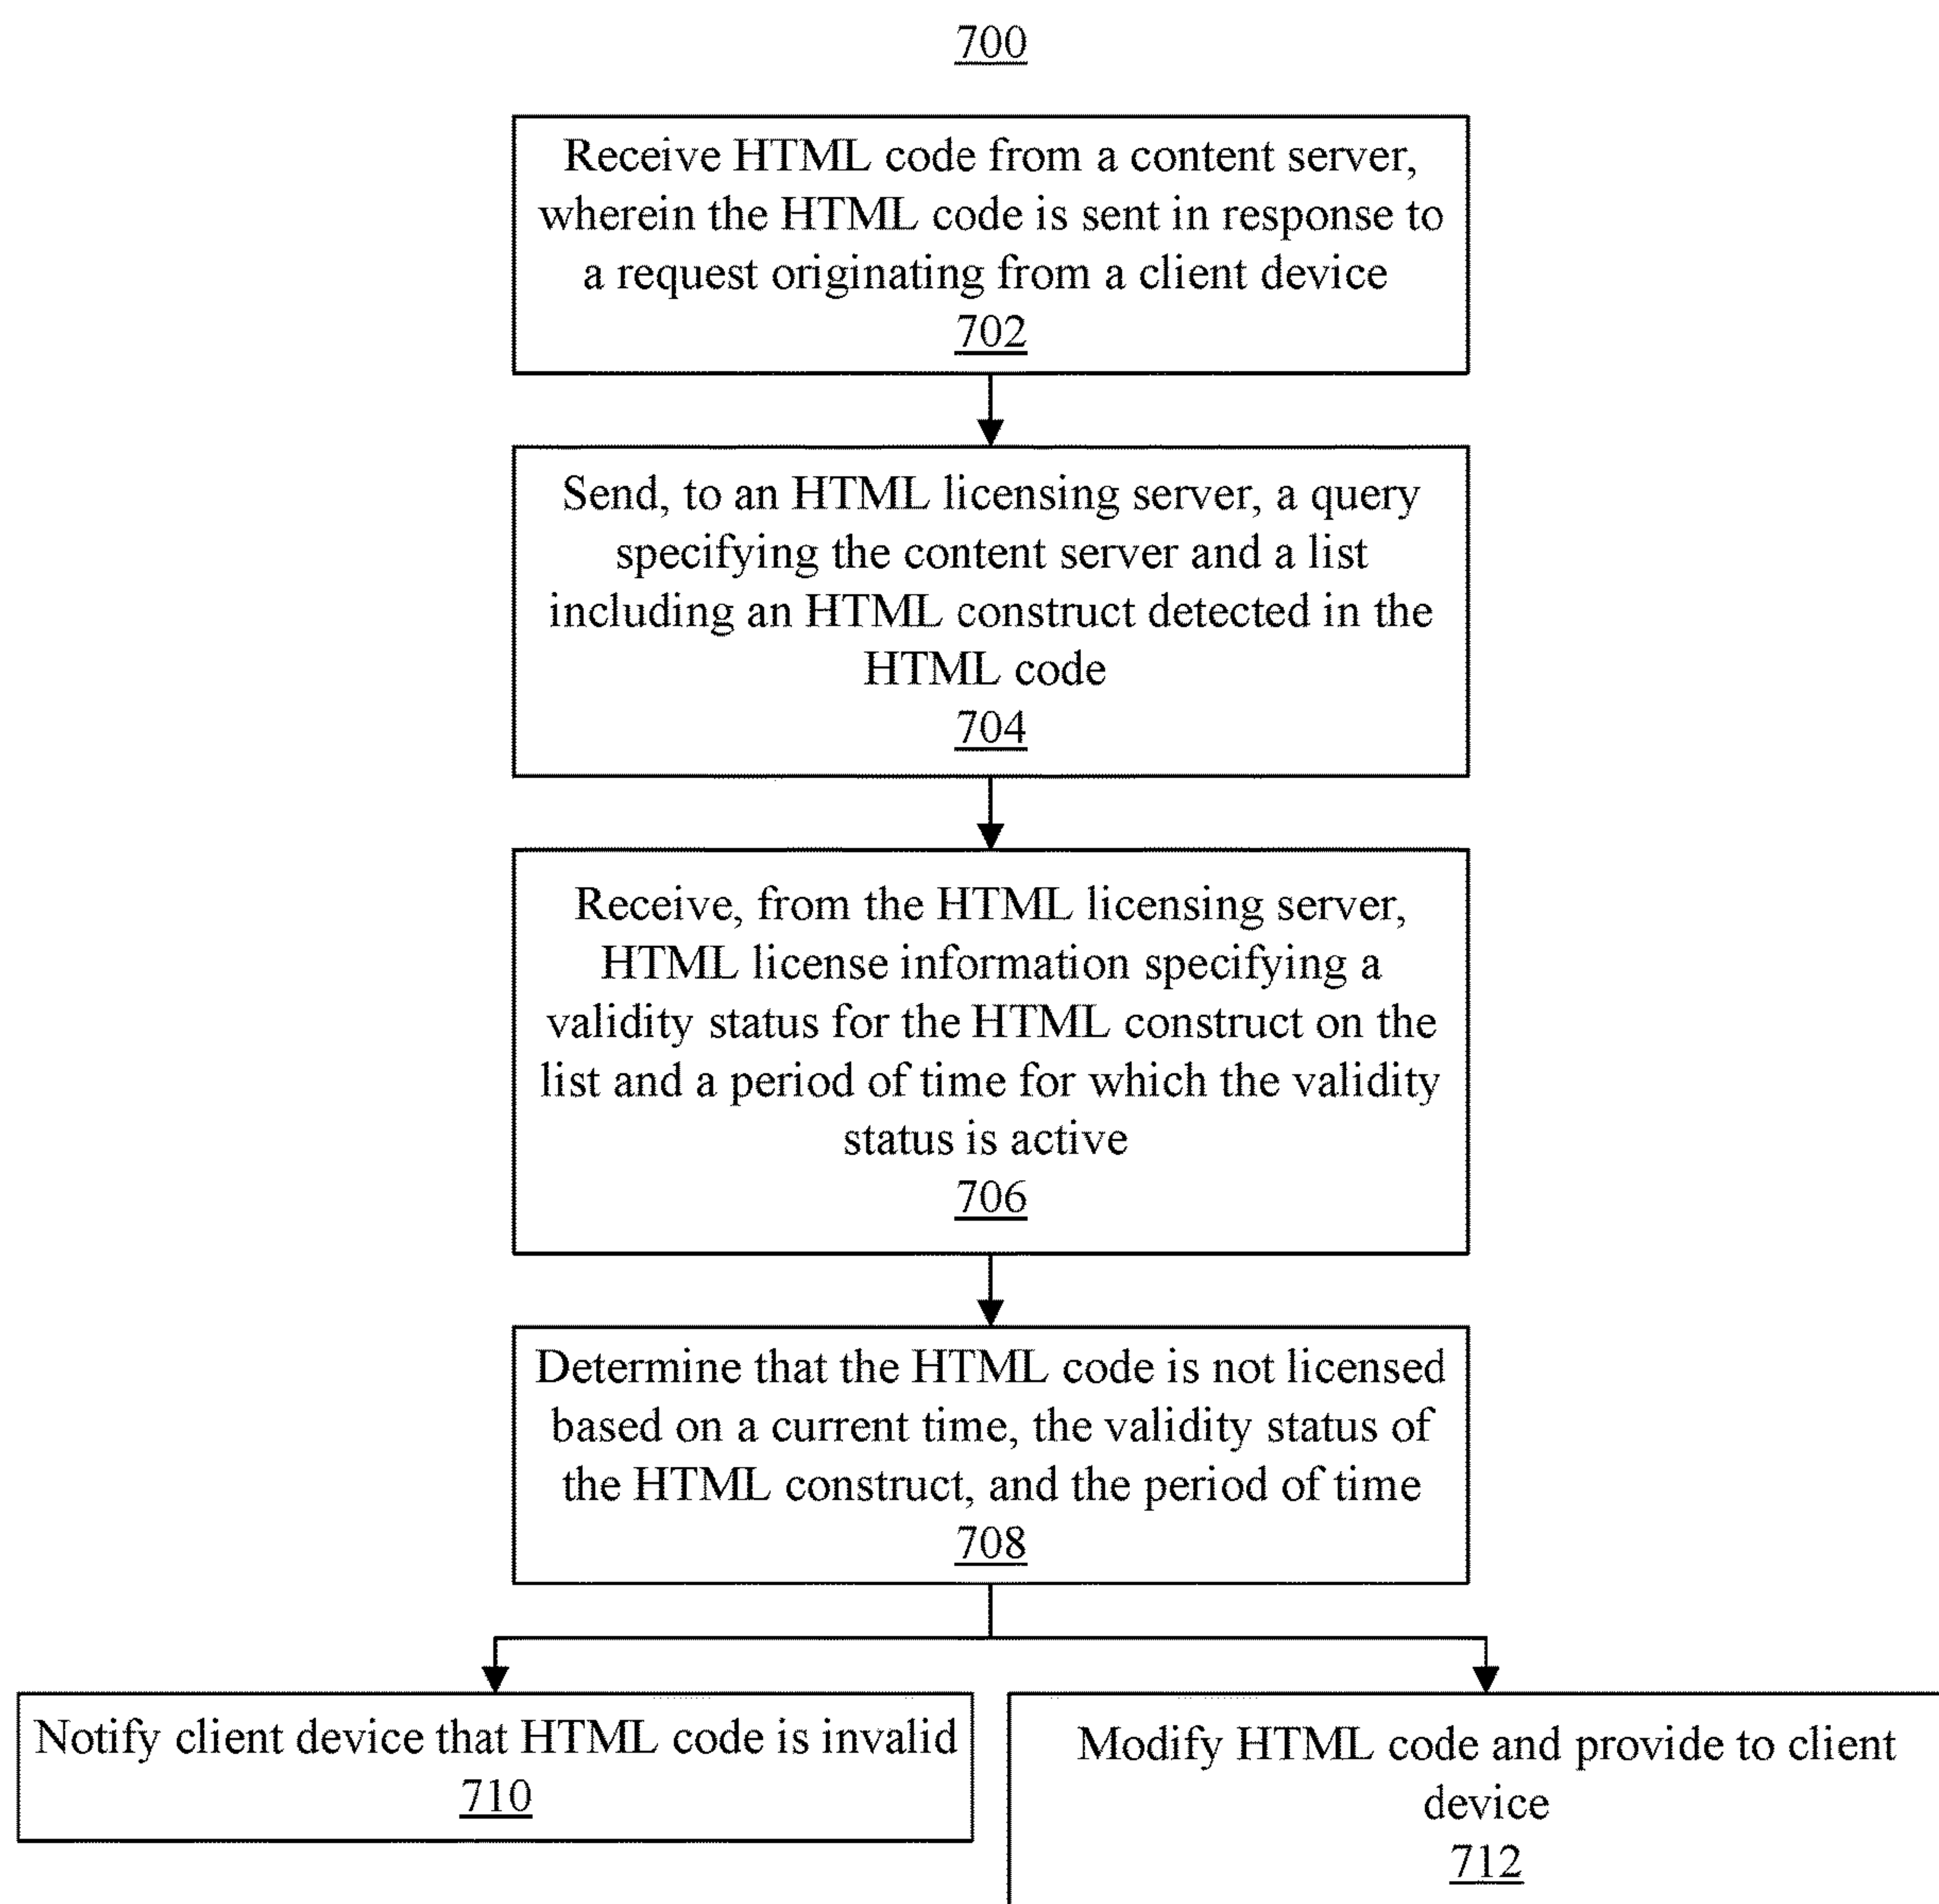 700
Receive HTML code from a content server,
wherein the HTML code is sent in response to
a request originating from a client device
702
Send, to an HTML licensing server, a query
specifying the content server and a list
including an HTML construct detected in the
HTML code
704
Receive, from the HTML licensing server,
HTML license information specifying a
validity status for the HTML construct on the
list and a period of time for which the validity
status is active
706
Determine that the HTML code is not licensed
based on a current time, the validity status of
the HTML construct, and the period of time
708
Notify client device that HTML code is invalid
710
Modify HTML code and provide to client
device
712